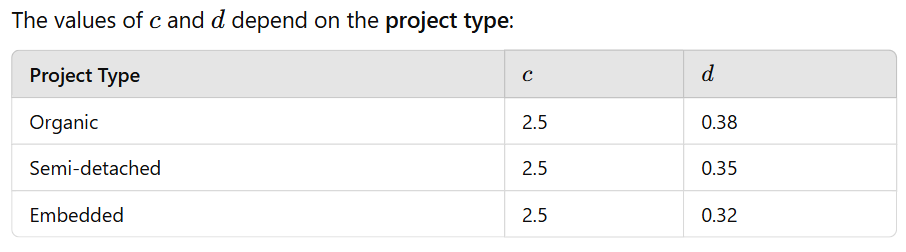 The values of c and d depend on the project type:
Project Type c d
Organic 2.5 0.38
Semi-detached 2.5 0.35
Embedded 2.5 0.32